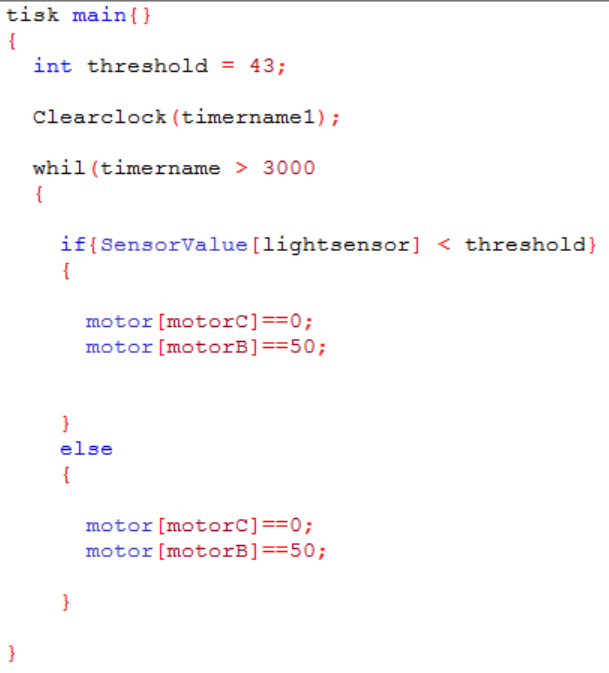 tisk main{}
{
int threshold = 43;
Clearclock(timername1);
whil(timername > 3000
{
if{SensorValue[lightsensor] < threshold}
{
motor[motorC]==0;
motor[motorB]==50;
}
else
{
motor[motorC]==0;
motor[motorB]==50;
}
}